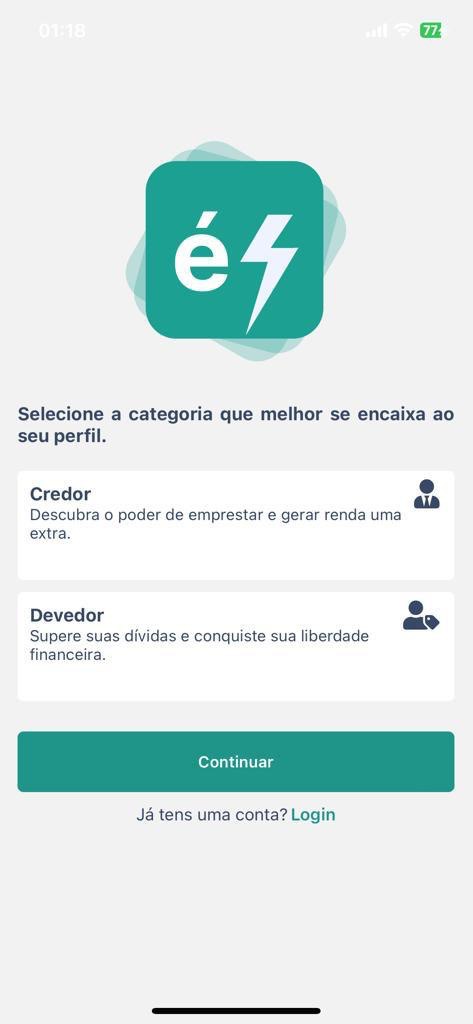 01:18
77
é
Selecione a categoria que melhor se encaixa ao
seu perfil.
Credor
Descubra o poder de emprestar e gerar renda uma
extra.
Devedor
Supere suas dívidas e conquiste sua liberdade
financeira.
Continuar
Já tens uma conta? Login